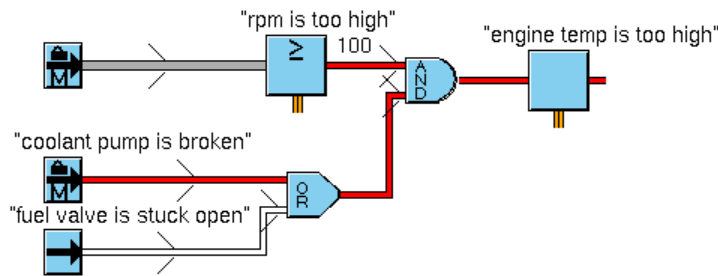 "rpm is too high"
≥
100
"engine temp is too high"
AND
M
"coolant pump is broken"
M
OR
"fuel valve is stuck open"